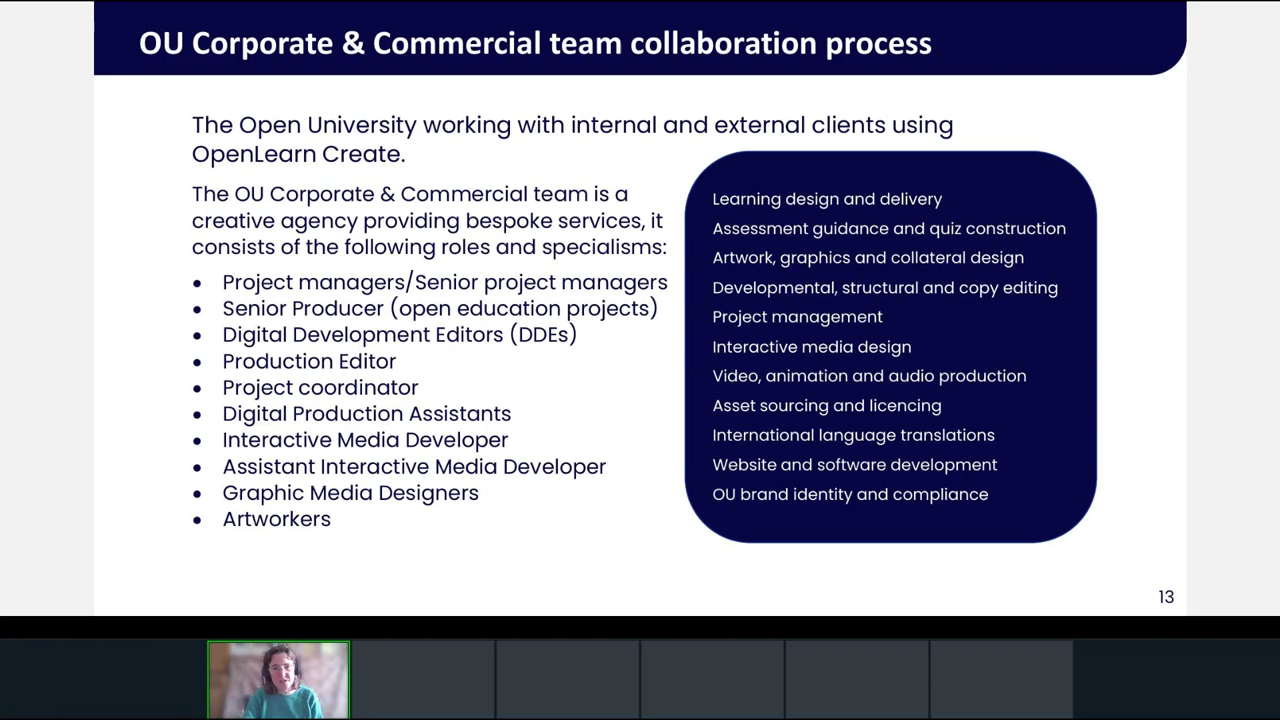 OU Corporate & Commercial team collaboration process
The Open University working with internal and external clients using
OpenLearn Create.
The OU Corporate & Commercial team is a
creative agency providing bespoke services, it
consists of the following roles and specialisms:
• Project managers/Senior project managers
• Senior Producer (open education projects)
• Digital Development Editors (DDEs)
• Production Editor
• Project coordinator
• Digital Production Assistants
• Interactive Media Developer
• Assistant Interactive Media Developer
• Graphic Media Designers
• Artworkers
Learning design and delivery
Assessment guidance and quiz construction
Artwork, graphics and collateral design
Developmental, structural and copy editing
Project management
Interactive media design
Video, animation and audio production
Asset sourcing and licencing
International language translations
Website and software development
OU brand identity and compliance
13